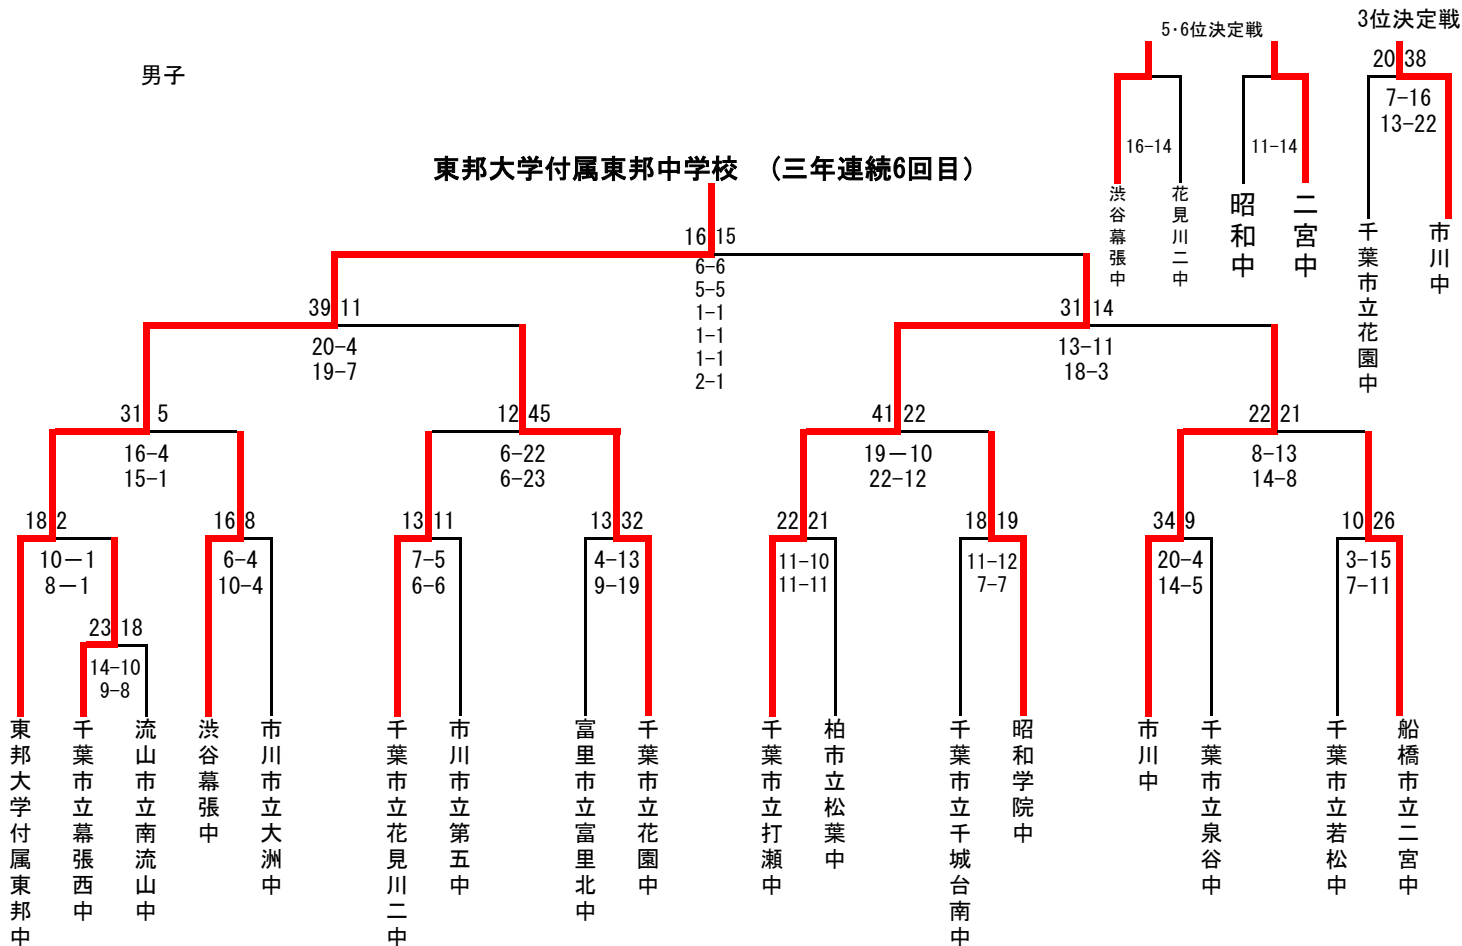 5・6位決定戦
3位決定戦
男子
20 38
7-16
13-22
16-14
11-14
東邦大学付属東邦中学校　(三年連続6回目)
渋谷幕張中
花見川二中
昭和中
二宮中
千葉市立花園中
市川中
16 15
6-6
5-5
1-1
1-1
1-1
2-1
39 11
20-4
19-7
31 14
13-11
18-3
31 5
16-4
15-1
12 45
6-22
6-23
41 22
19ー10
22-12
22 21
8-13
14-8
18 2
10ー1
8ー1
16 8
6-4
10-4
13 11
7-5
6-6
13 32
4-13
9-19
22 21
11-10
11-11
18 19
11-12
7-7
34 9
20-4
14-5
10 26
3-15
7-11
23 18
14-10
9-8
東邦大学付属東邦中
千葉市立幕張西中
流山市立南流山中
渋谷幕張中
市川市立大洲中
千葉市立花見川二中
市川市立第五中
富里市立富里北中
千葉市立花園中
千葉市立打瀬中
柏市立松葉中
千葉市立千城台南中
昭和学院中
市川中
千葉市立泉谷中
千葉市立若松中
船橋市立二宮中